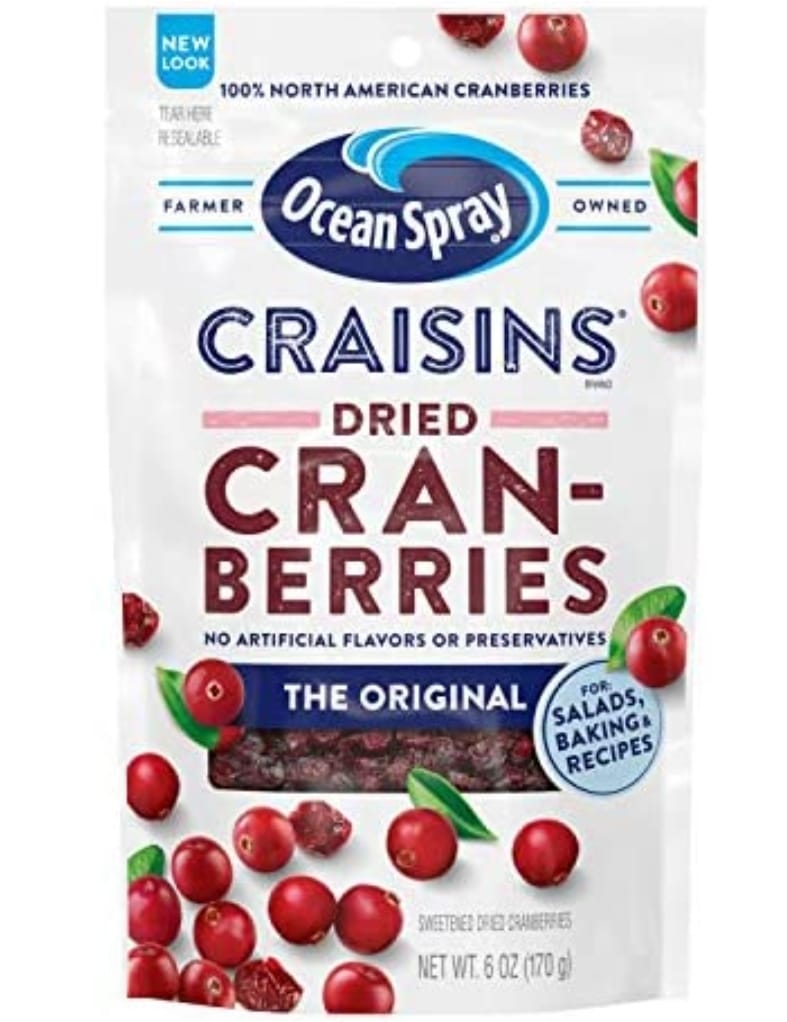 NEW
LOOK
100% NORTH AMERICAN CRANBERRIES
TEAR HERE
RESEALABLE
FARMER
Ocean Spray®
OWNED
CRAISINS®
BRAND
DRIED
CRAN-
BERRIES
NO ARTIFICIAL FLAVORS OR PRESERVATIVES
THE ORIGINAL
FOR:
SALADS,
BAKING &
RECIPES
SWEETENED DRIED CRANBERRIES
NET WT. 6 OZ (170 g)